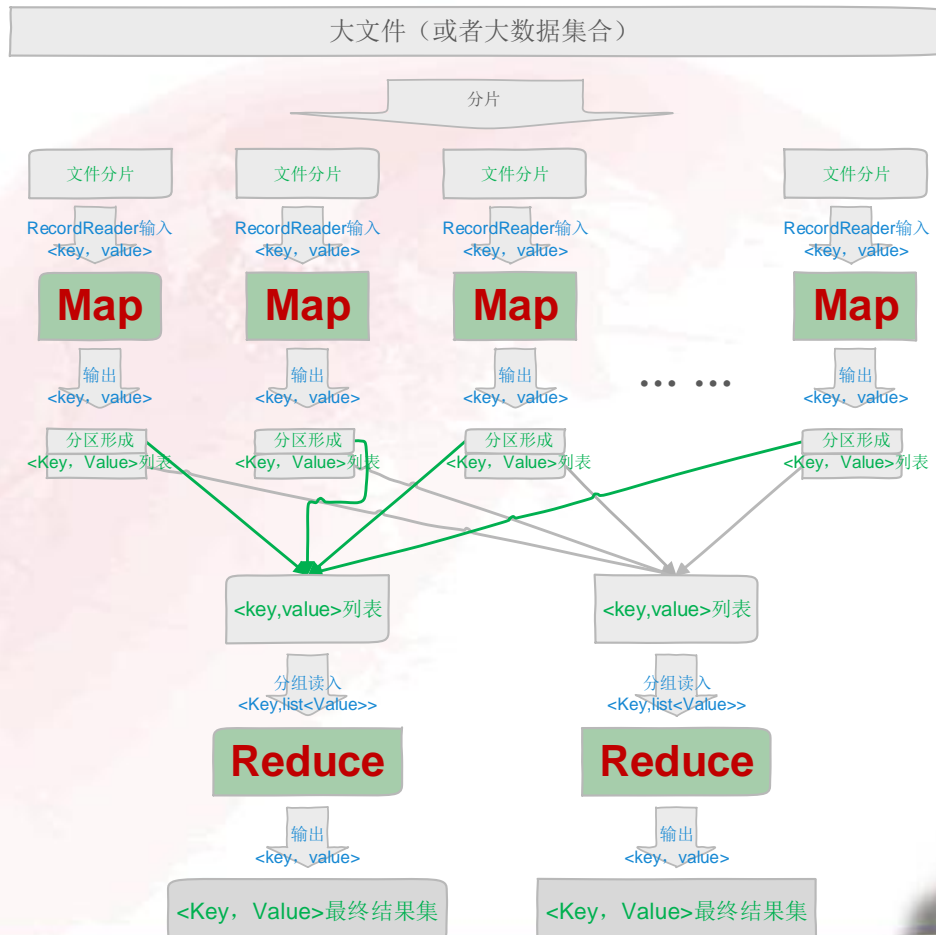 大文件（或者大数据集合）
分片
文件分片
文件分片
文件分片
文件分片
RecordReader输入
<key，value>
RecordReader输入
<key，value>
RecordReader输入
<key，value>
RecordReader输入
<key，value>
Map
Map
Map
Map
输出
<key，value>
输出
<key，value>
输出
<key，value>
... ...
输出
<key，value>
分区形成
<Key，Value>列表
分区形成
<Key，Value>列表
分区形成
<Key，Value>列表
分区形成
<Key，Value>列表
<key,value>列表
<key,value>列表
分组读入
<Key,list<Value>>
分组读入
<Key,list<Value>>
Reduce
Reduce
输出
<key，value>
输出
<key，value>
<Key，Value>最终结果集
<Key，Value>最终结果集